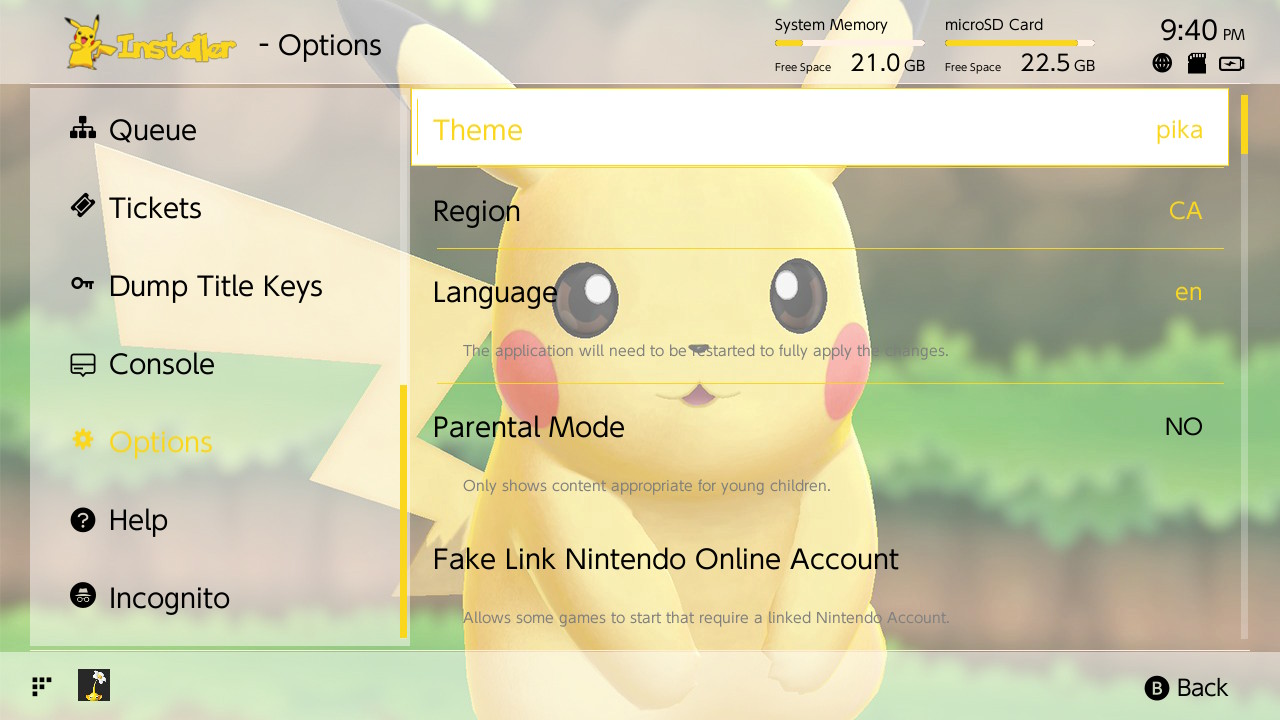 Installer - Options
System Memory
Free Space 21.0 GB
microSD Card
Free Space 22.5 GB
9:40 PM
Queue
Tickets
Dump Title Keys
Console
Options
Help
Incognito
Theme pika
Region CA
Language en
The application will need to be restarted to fully apply the changes.
Parental Mode NO
Only shows content appropriate for young children.
Fake Link Nintendo Online Account
Allows some games to start that require a linked Nintendo Account.
B Back